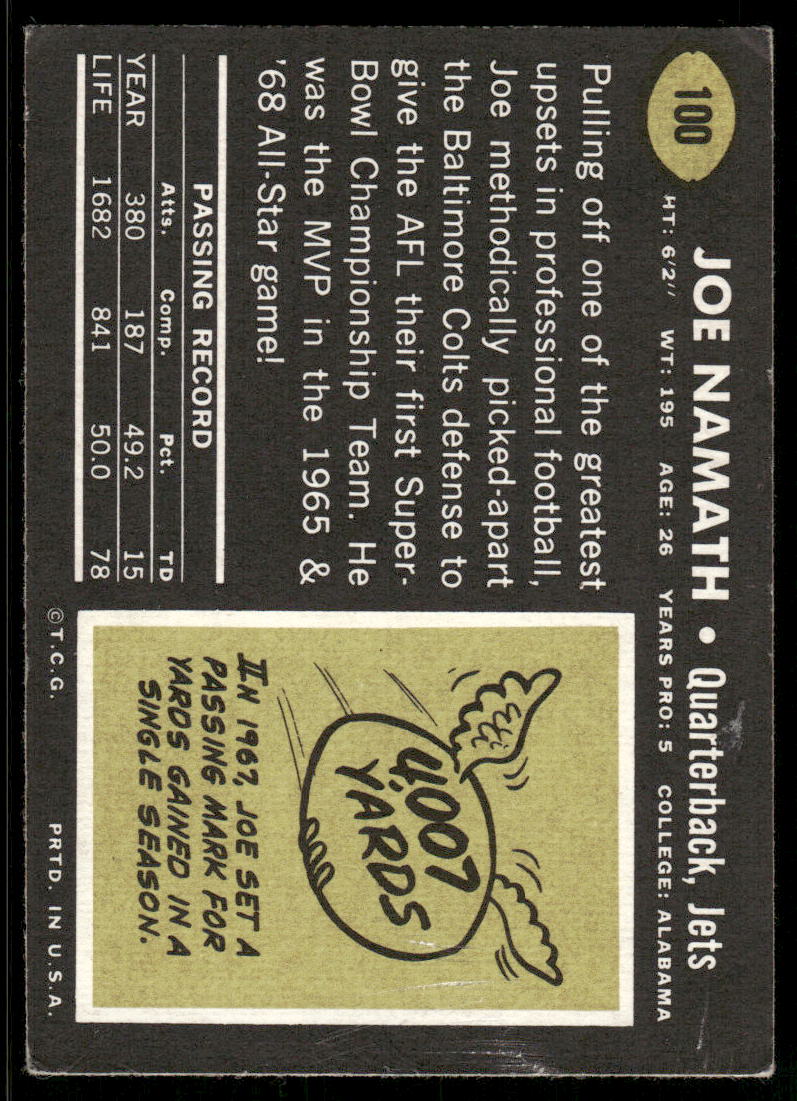 100
JOE NAMATH • Quarterback, Jets
HT: 6'2" WT: 195 AGE: 26 YEARS PRO: 5 COLLEGE: ALABAMA
Pulling off one of the greatest
upsets in professional football,
Joe methodically picked-apart
the Baltimore Colts defense to
give the AFL their first Super-
Bowl Championship Team. He
was the MVP in the 1965 &
'68 All-Star game!
PASSING RECORD
Atts. Comp. Pct. TD
YEAR 380 187 49.2 15
LIFE 1682 841 50.0 78
4,007
YARDS
IN 1967, JOE SET A
PASSING MARK FOR
YARDS GAINED IN A
SINGLE SEASON.
©T.C.G. PRTD. IN U.S.A.